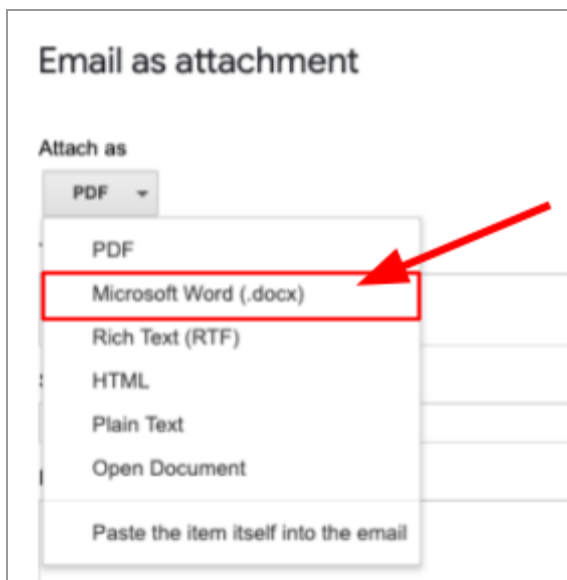 Email as attachment
Attach as
PDF
PDF
Microsoft Word (.docx)
Rich Text (RTF)
HTML
Plain Text
Open Document
Paste the item itself into the email